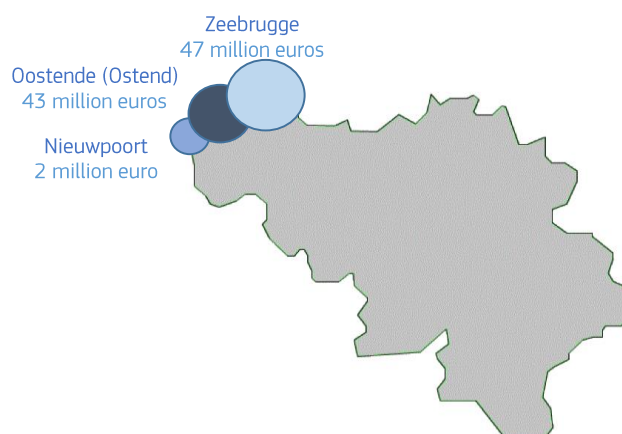 Zeebrugge
47 million euros
Oostende (Ostend)
43 million euros
Nieuwpoort
2 million euro